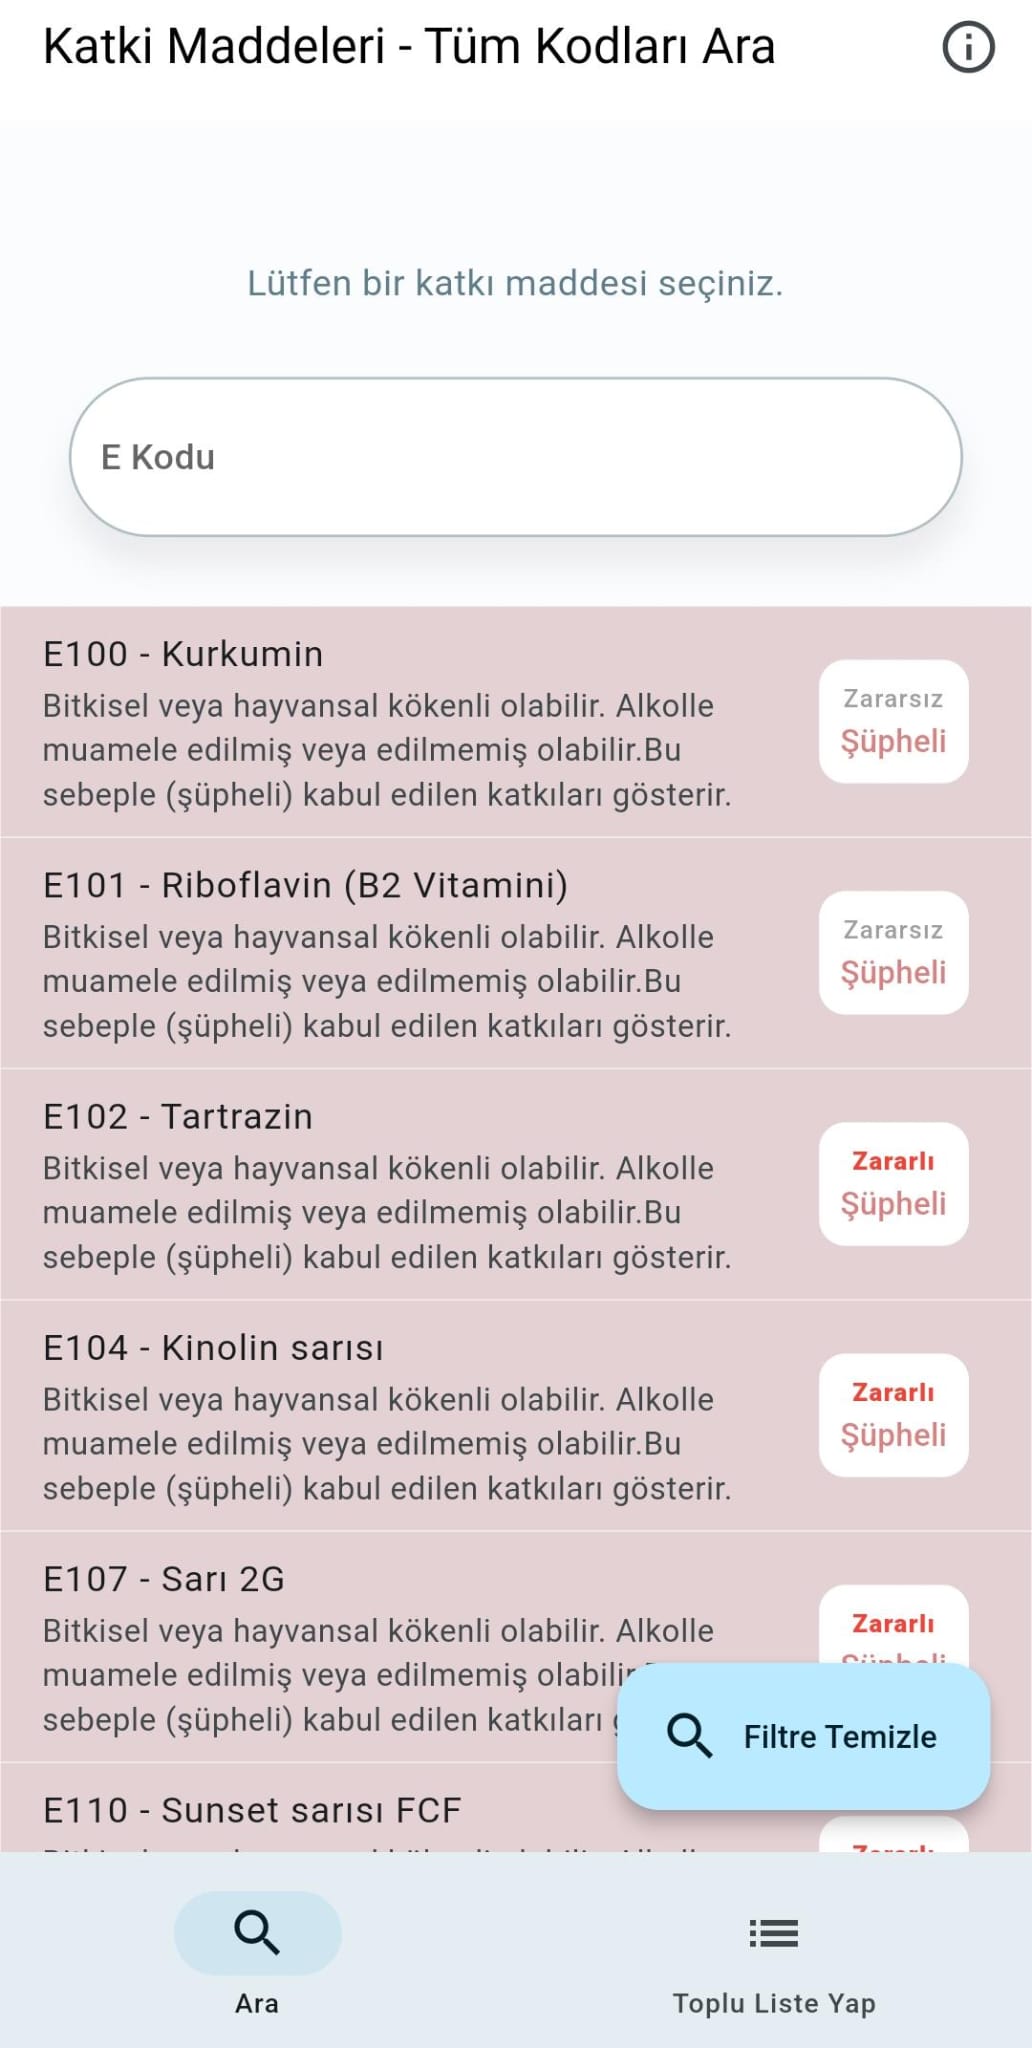 Katki Maddeleri - Tüm Kodları Ara
Lütfen bir katkı maddesi seçiniz.
E Kodu
E100 - Kurkumin
Bitkisel veya hayvansal kökenli olabilir. Alkolle
muamele edilmiş veya edilmemiş olabilir.Bu
sebeple (şüpheli) kabul edilen katkıları gösterir.
Zararsız
Şüpheli
E101 - Riboflavin (B2 Vitamini)
Bitkisel veya hayvansal kökenli olabilir. Alkolle
muamele edilmiş veya edilmemiş olabilir.Bu
sebeple (şüpheli) kabul edilen katkıları gösterir.
Zararsız
Şüpheli
E102 - Tartrazin
Bitkisel veya hayvansal kökenli olabilir. Alkolle
muamele edilmiş veya edilmemiş olabilir.Bu
sebeple (şüpheli) kabul edilen katkıları gösterir.
Zararlı
Şüpheli
E104 - Kinolin sarısı
Bitkisel veya hayvansal kökenli olabilir. Alkolle
muamele edilmiş veya edilmemiş olabilir.Bu
sebeple (şüpheli) kabul edilen katkıları gösterir.
Zararlı
Şüpheli
E107 - Sarı 2G
Bitkisel veya hayvansal kökenli olabilir. Alkolle
muamele edilmiş veya edilmemiş
sebeple (şüpheli) kabul edilen katkıları
Zararlı
Filtre Temizle
E110 - Sunset sarısı FCF
Ara
Toplu Liste Yap